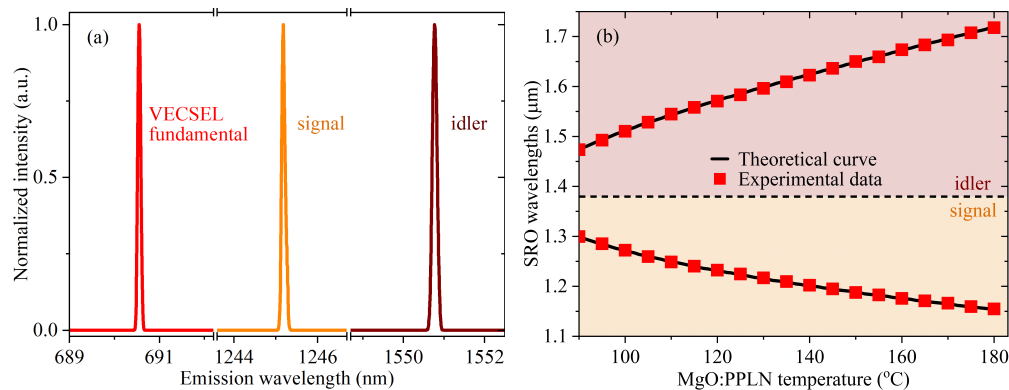 (a)
VECSEL
fundamental
signal
idler
Normalized intensity (a.u.)
1.0
0.5
0.0
689
691
1244
1246
1550
1552
Emission wavelength (nm)
(b)
Theoretical curve
Experimental data
idler
signal
SRO wavelengths (μm)
1.7
1.6
1.5
1.4
1.3
1.2
1.1
100
120
140
160
180
MgO:PPLN temperature (°C)